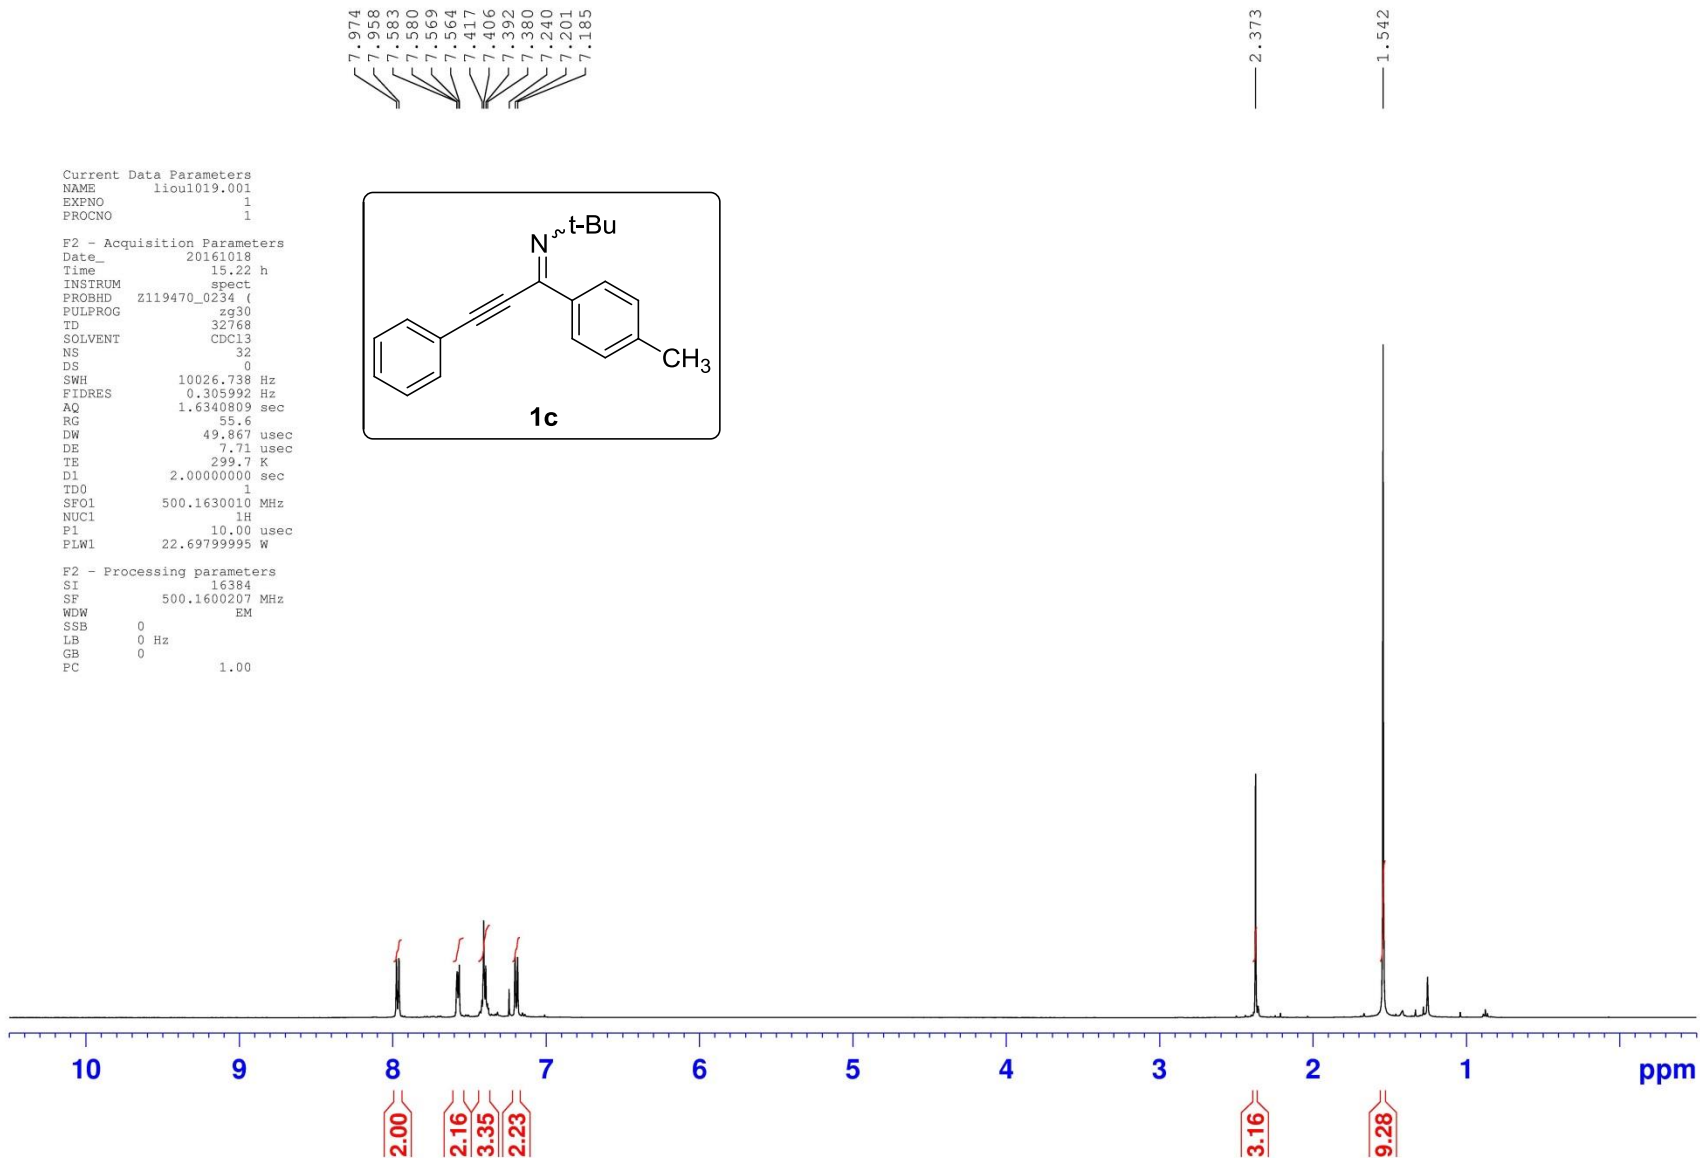 7.974
7.958
7.583
7.580
7.569
7.564
7.417
7.406
7.392
7.380
7.240
7.201
7.185
2.373
1.542
Current Data Parameters
NAME liou1019.001
EXPNO 1
PROCNO 1
F2 - Acquisition Parameters
Date_ 20161018
Time 15.22 h
INSTRUM spect
PROBHD Z119470_0234 (
PULPROG zg30
TD 32768
SOLVENT CDCl3
NS 32
DS 0
SWH 10026.738 Hz
FIDRES 0.305992 Hz
AQ 1.6340809 sec
RG 55.6
DW 49.867 usec
DE 7.71 usec
TE 299.7 K
D1 2.00000000 sec
TD0 1
SFO1 500.1630010 MHz
NUC1 1H
P1 10.00 usec
PLW1 22.69799995 W
F2 - Processing parameters
SI 16384
SF 500.1600207 MHz
WDW EM
SSB 0
LB 0 Hz
GB 0
PC 1.00
N t-Bu
CH3
1c
10 9 8 7 6 5 4 3 2 1 ppm
2.00
2.16
3.35
2.23
3.16
9.28